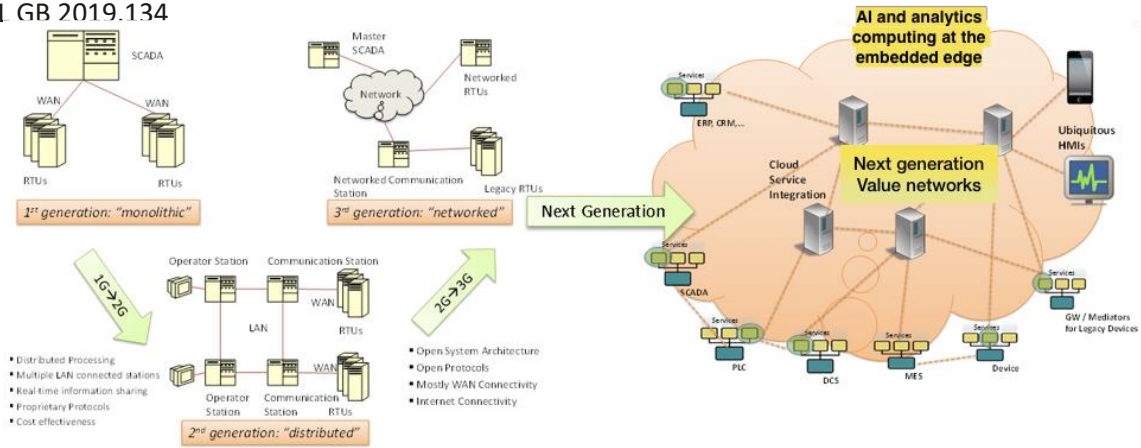 1 GB 2019.134
SCADA
WAN
WAN
RTUs
RTUs
1st generation: "monolithic"
Master
SCADA
Network
Networked
RTUs
Networked Communication
Station
Legacy RTUs
3rd generation: "networked"
1G→2G
▪ Distributed Processing
▪ Multiple LAN connected stations
▪ Real-time information sharing
▪ Proprietary Protocols
▪ Cost effectiveness
Operator Station
Communication Station
WAN
RTUs
LAN
WAN
Operator
Station
Communication
Station
RTUs
2nd generation: "distributed"
2G→3G
▪ Open System Architecture
▪ Open Protocols
▪ Mostly WAN Connectivity
▪ Internet Connectivity
Next Generation
AI and analytics
computing at the
embedded edge
Services
ERP, CRM,...
Ubiquitous
HMIs
Cloud
Service
Integration
Next generation
Value networks
Services
SCADA
Services
PLC
Services
DCS
Services
MES
Services
Device
Services
GW / Mediators
for Legacy Devices